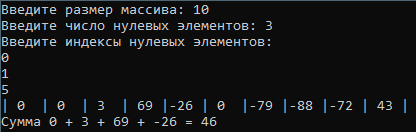 Введите размер массива: 10
Введите число нулевых элементов: 3
Введите индексы нулевых элементов:
0
1
5
| 0 | 0 | 3 | 69 |-26 | 0 |-79 |-88 |-72 | 43 |
Сумма 0 + 3 + 69 + -26 = 46